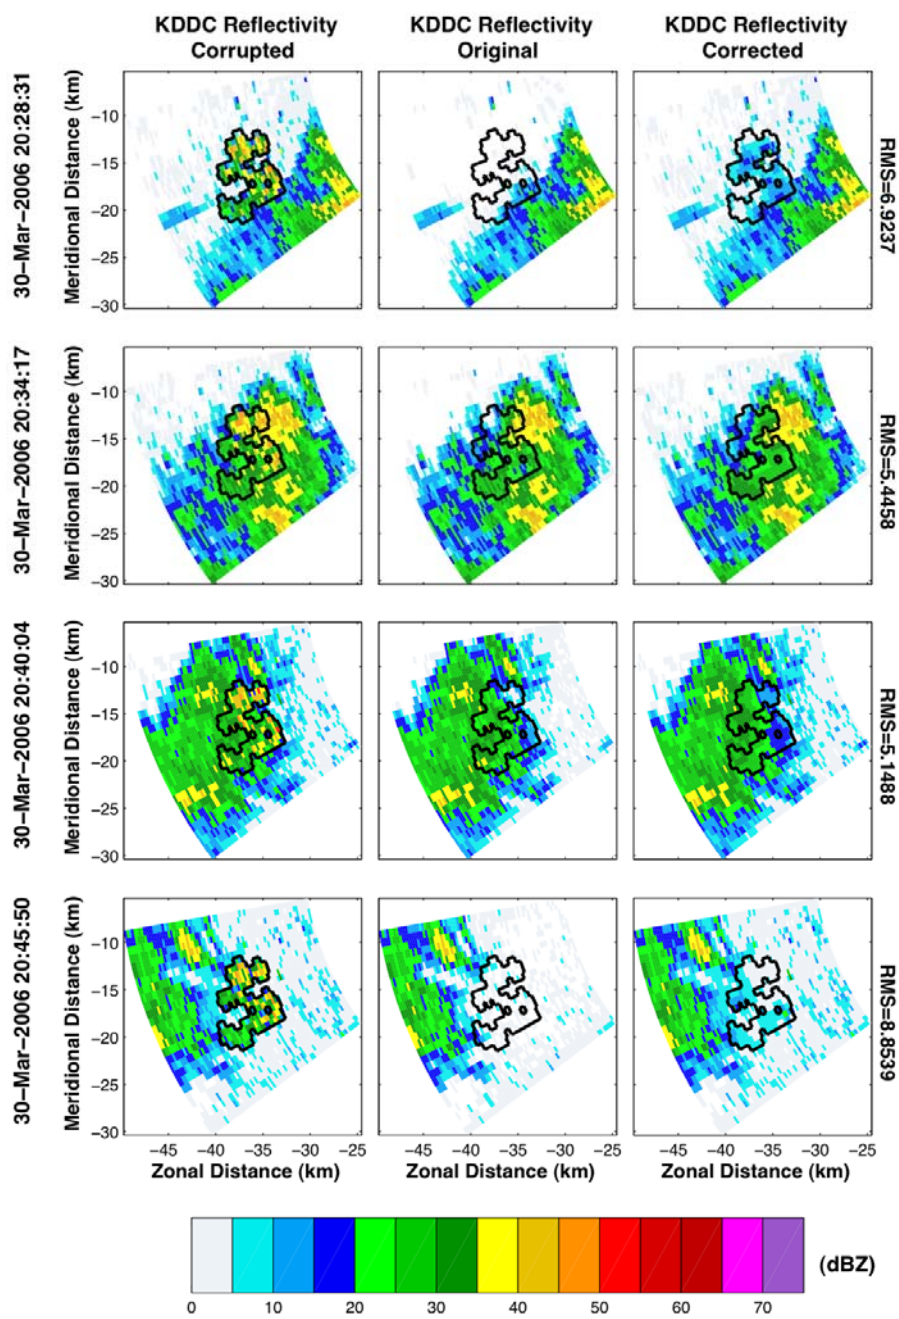 KDDC Reflectivity
Corrupted
KDDC Reflectivity
Original
KDDC Reflectivity
Corrected
30–Mar–2006 20:28:31
Meridional Distance (km)
−10
−15
−20
−25
−30
RMS=6.9237
30–Mar–2006 20:34:17
Meridional Distance (km)
−10
−15
−20
−25
−30
RMS=5.4458
30–Mar–2006 20:40:04
Meridional Distance (km)
−10
−15
−20
−25
−30
RMS=5.1488
30–Mar–2006 20:45:50
Meridional Distance (km)
−10
−15
−20
−25
−30
RMS=8.8539
−45 −40 −35 −30 −25
Zonal Distance (km)
−45 −40 −35 −30 −25
Zonal Distance (km)
−45 −40 −35 −30 −25
Zonal Distance (km)
(dBZ)
0 10 20 30 40 50 60 70